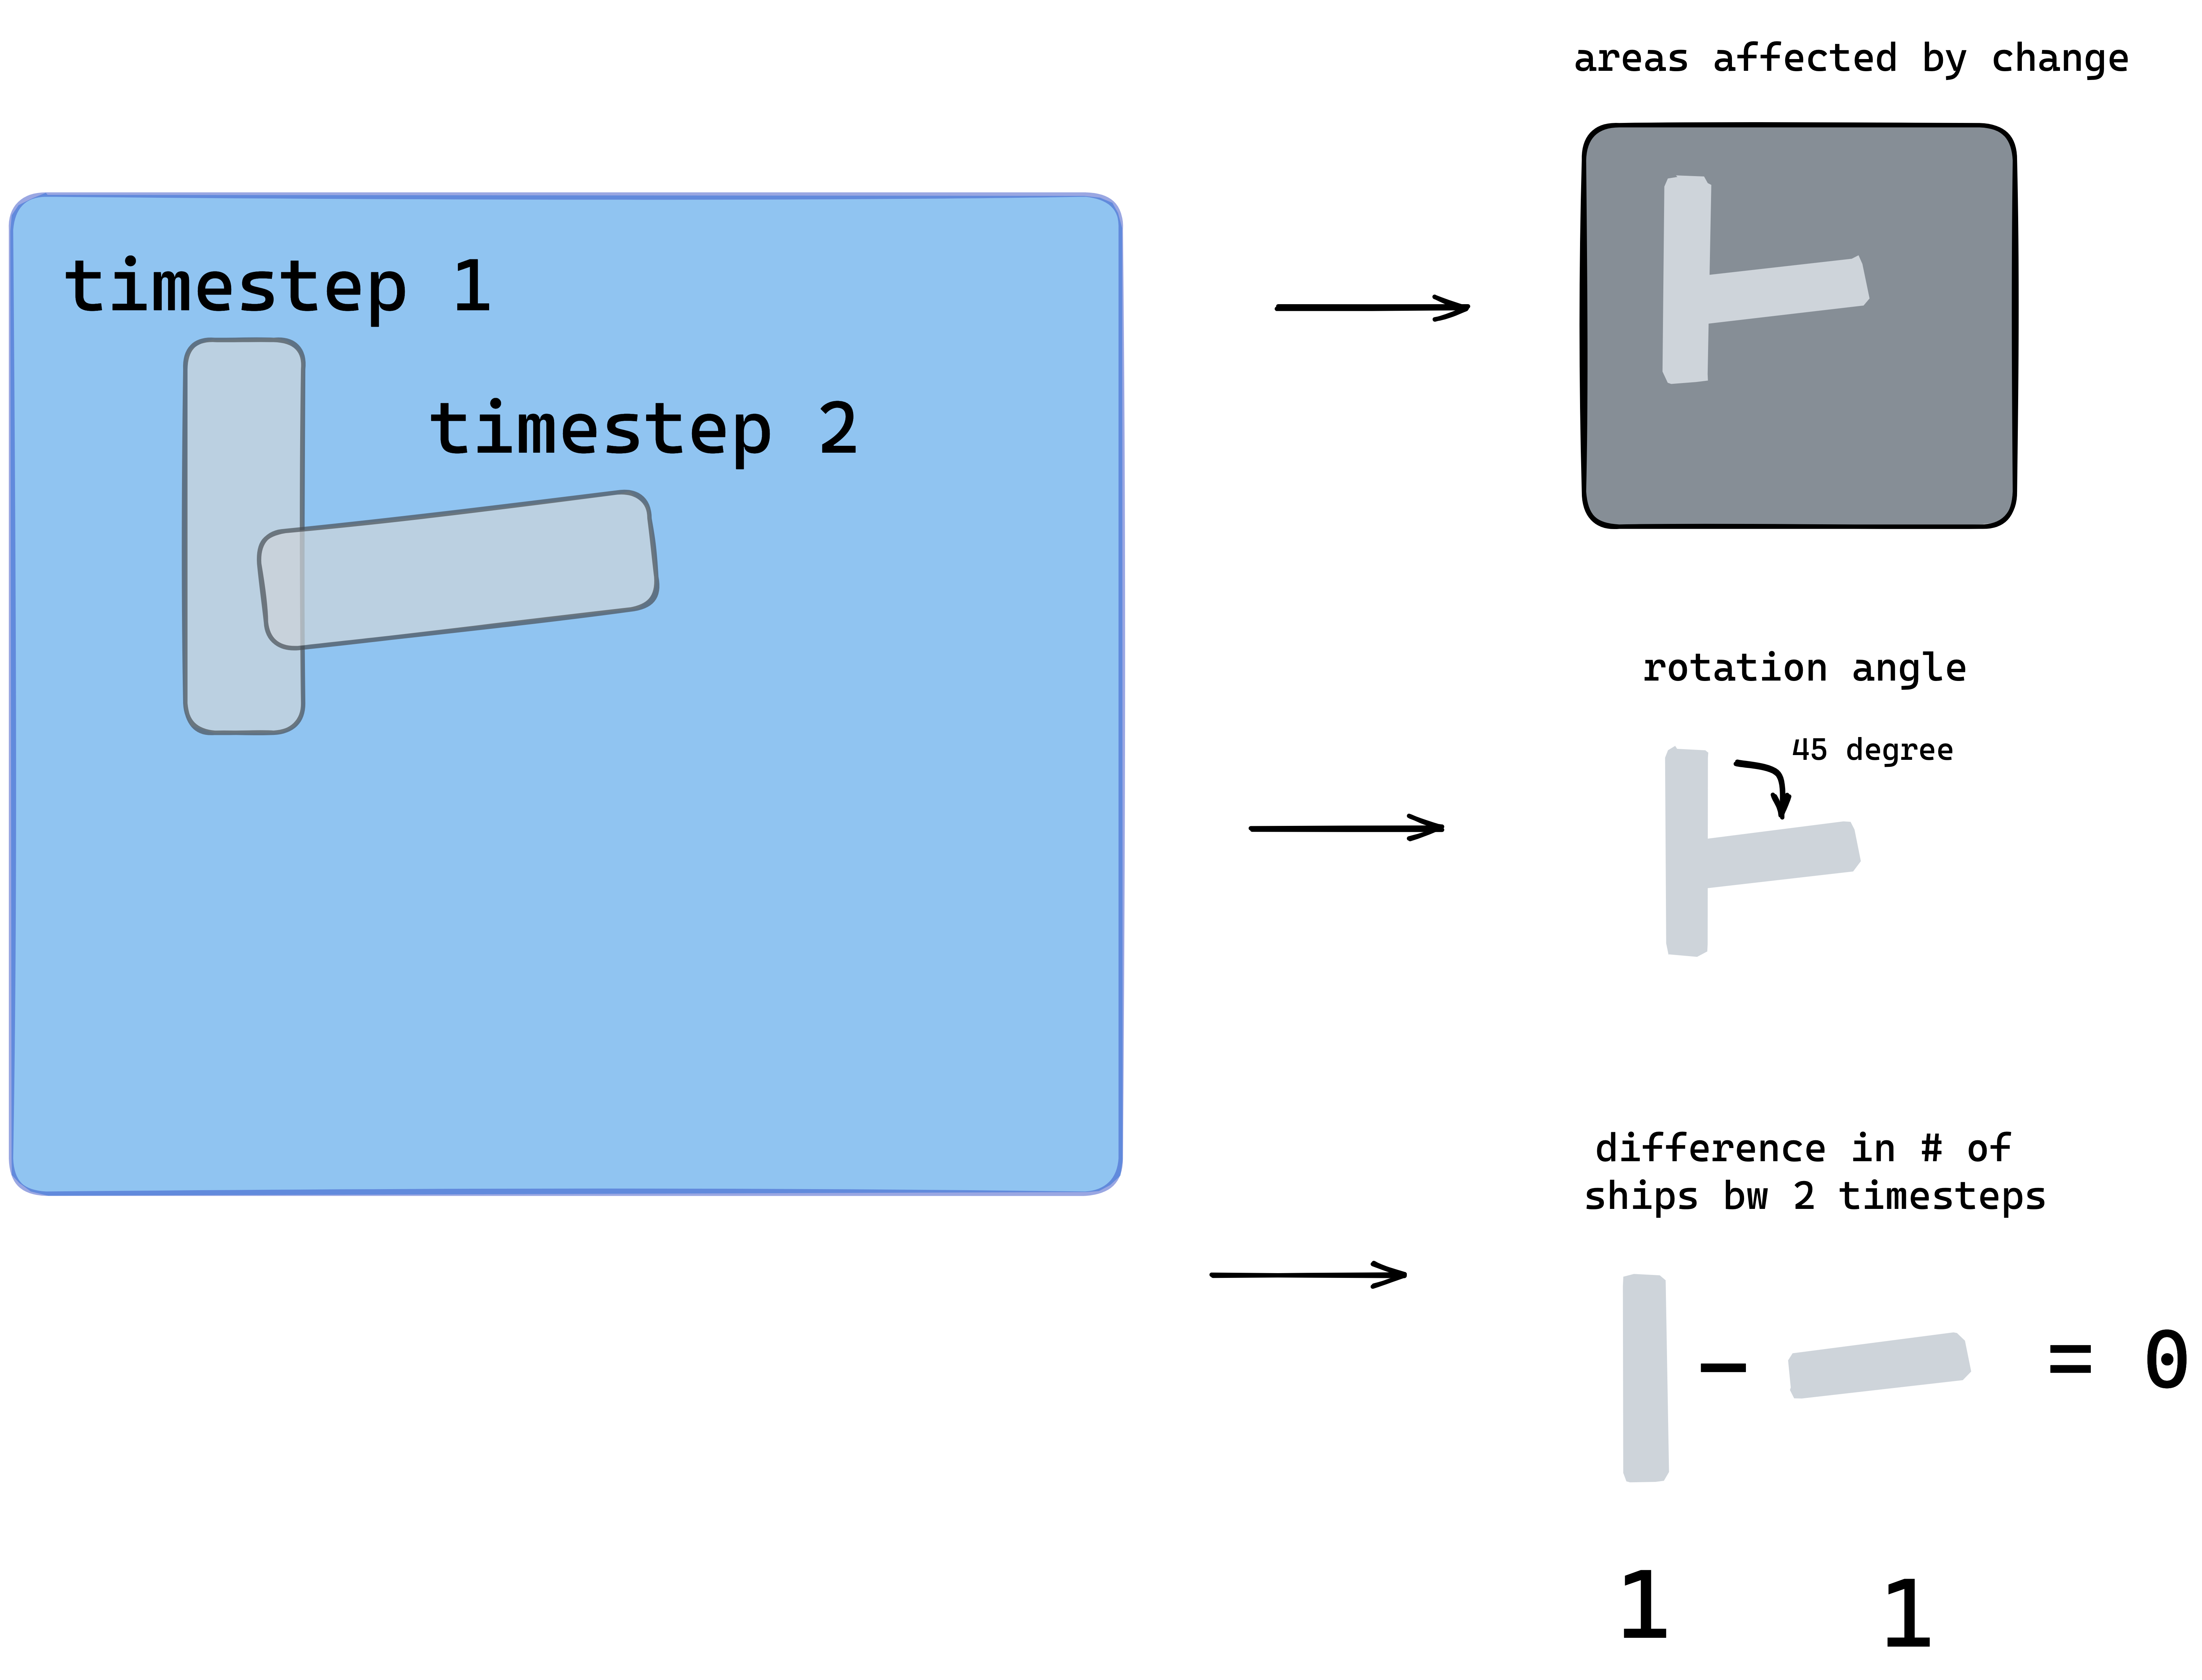 areas affected by change
timestep 1
timestep 2
rotation angle
45 degree
difference in # of
ships bw 2 timesteps
− = 0
1 1